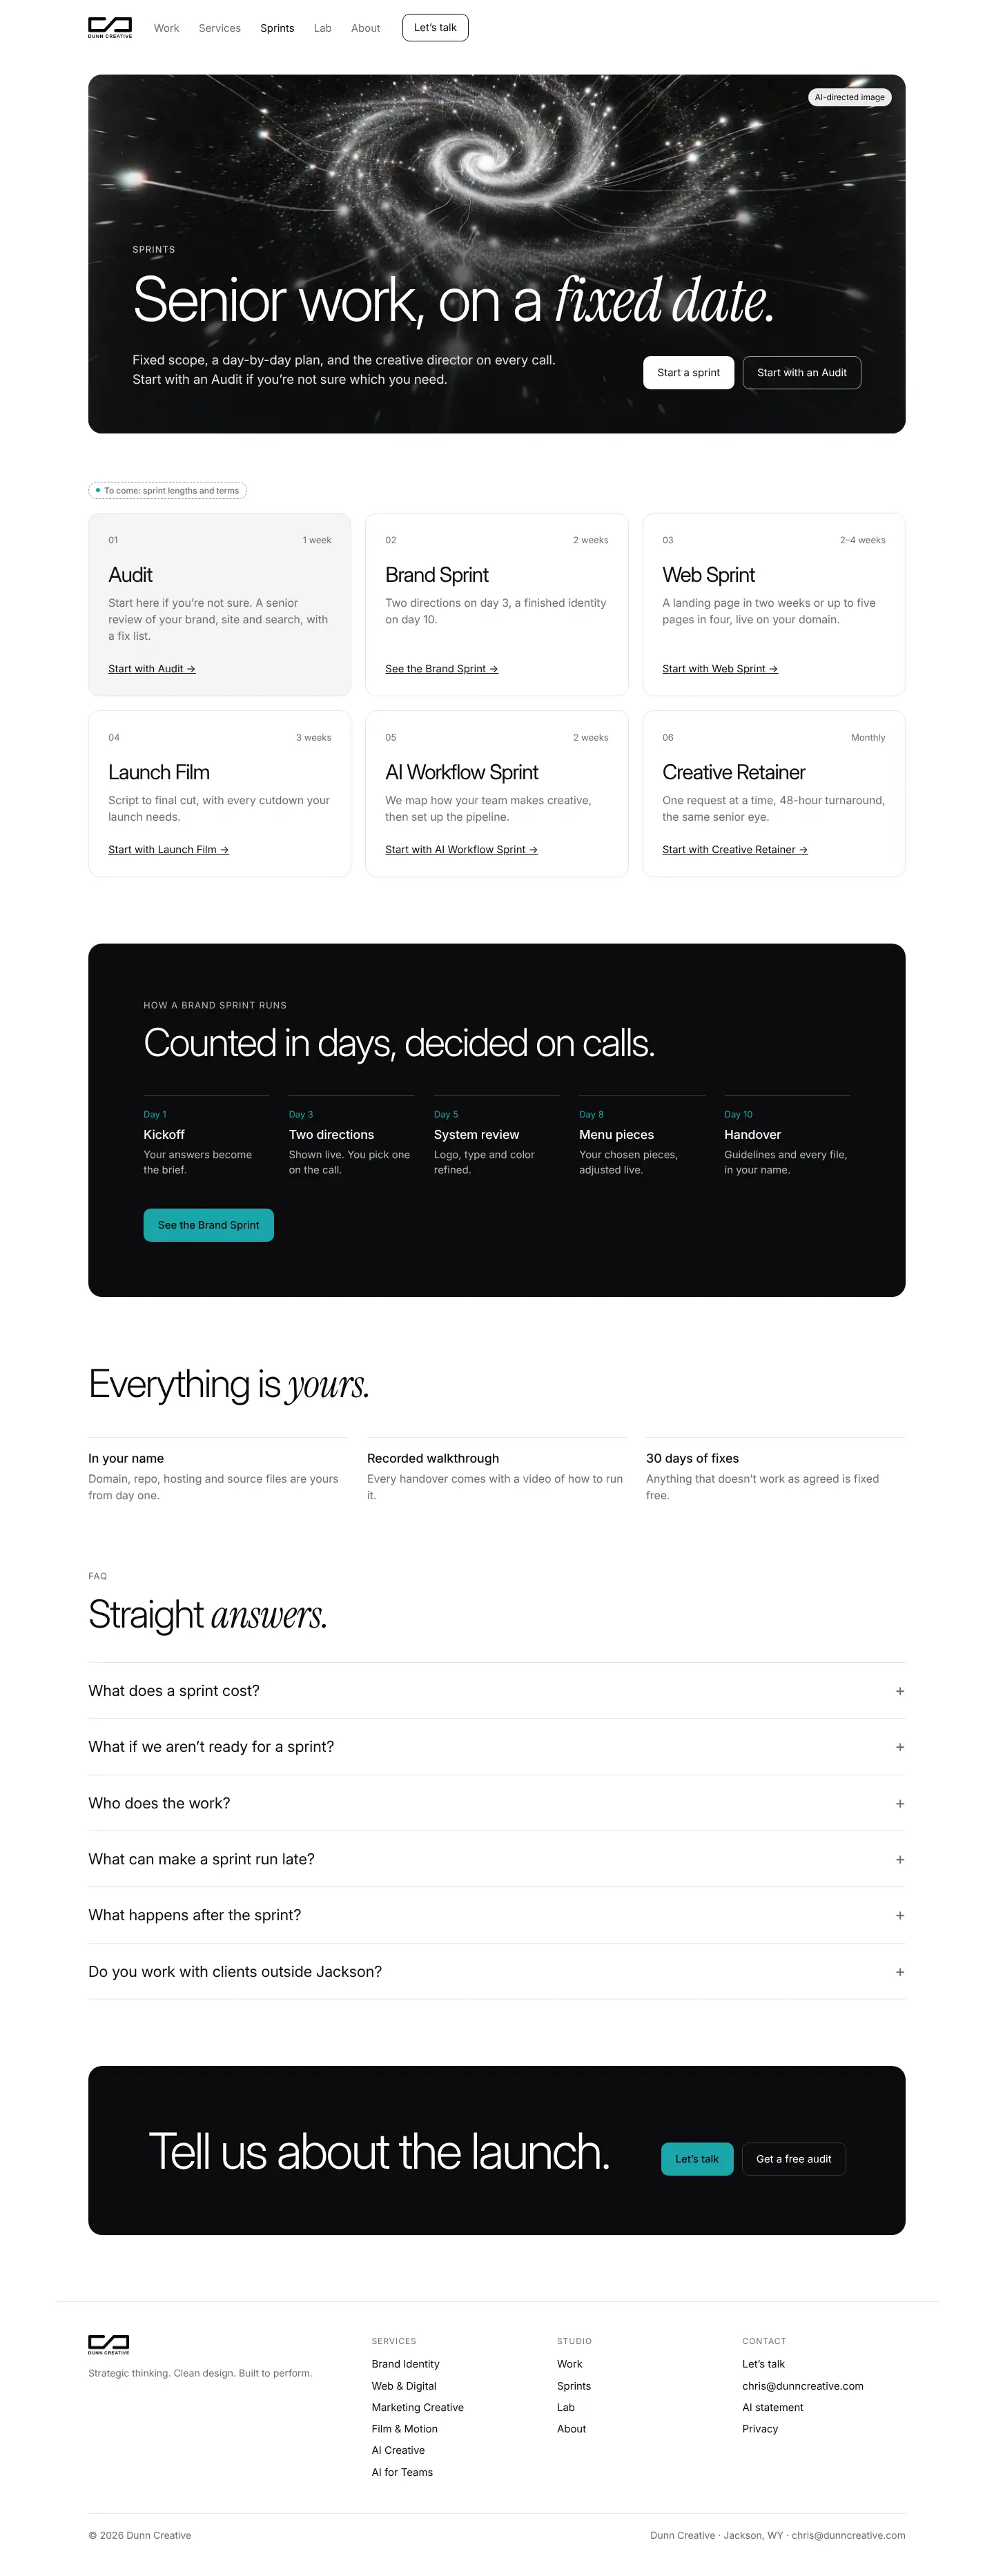 DUNN CREATIVE
Work
Services
Sprints
Lab
About
Let's talk
AI-directed image
SPRINTS
Senior work, on a fixed date.
Fixed scope, a day-by-day plan, and the creative director on every call.
Start with an Audit if you're not sure which you need.
Start a sprint
Start with an Audit
To come: sprint lengths and terms
01
1 week
Audit
Start here if you're not sure. A senior
review of your brand, site and search, with
a fix list.
Start with Audit →
02
2 weeks
Brand Sprint
Two directions on day 3, a finished identity
on day 10.
See the Brand Sprint →
03
2–4 weeks
Web Sprint
A landing page in two weeks or up to five
pages in four, live on your domain.
Start with Web Sprint →
04
3 weeks
Launch Film
Script to final cut, with every cutdown your
launch needs.
Start with Launch Film →
05
2 weeks
AI Workflow Sprint
We map how your team makes creative,
then set up the pipeline.
Start with AI Workflow Sprint →
06
Monthly
Creative Retainer
One request at a time, 48-hour turnaround,
the same senior eye.
Start with Creative Retainer →
HOW A BRAND SPRINT RUNS
Counted in days, decided on calls.
Day 1
Kickoff
Your answers become
the brief.
Day 3
Two directions
Shown live. You pick one
on the call.
Day 5
System review
Logo, type and color
refined.
Day 8
Menu pieces
Your chosen pieces,
adjusted live.
Day 10
Handover
Guidelines and every file,
in your name.
See the Brand Sprint
Everything is yours.
In your name
Domain, repo, hosting and source files are yours
from day one.
Recorded walkthrough
Every handover comes with a video of how to run
it.
30 days of fixes
Anything that doesn't work as agreed is fixed
free.
FAQ
Straight answers.
What does a sprint cost?
+
What if we aren't ready for a sprint?
+
Who does the work?
+
What can make a sprint run late?
+
What happens after the sprint?
+
Do you work with clients outside Jackson?
+
Tell us about the launch.
Let's talk
Get a free audit
DUNN CREATIVE
Strategic thinking. Clean design. Built to perform.
SERVICES
Brand Identity
Web & Digital
Marketing Creative
Film & Motion
AI Creative
AI for Teams
STUDIO
Work
Sprints
Lab
About
CONTACT
Let's talk
chris@dunncreative.com
AI statement
Privacy
© 2026 Dunn Creative
Dunn Creative · Jackson, WY · chris@dunncreative.com